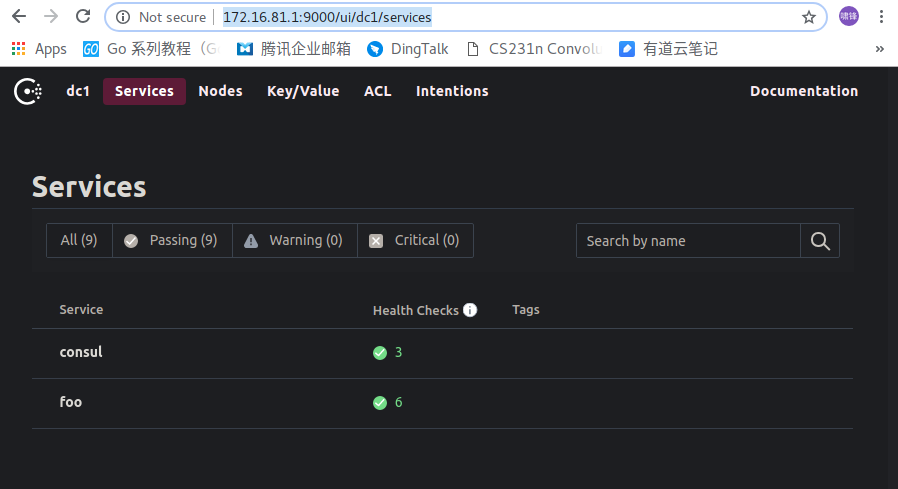 Not secure 172.16.81.1:9000/ui/dc1/services 啸锋
Apps GO Go 系列教程（Go 腾讯企业邮箱 DingTalk CS231n Convolu 有道云笔记 »
dc1 Services Nodes Key/Value ACL Intentions Documentation
Services
All (9) Passing (9) Warning (0) Critical (0) Search by name
Service Health Checks Tags
consul 3
foo 6